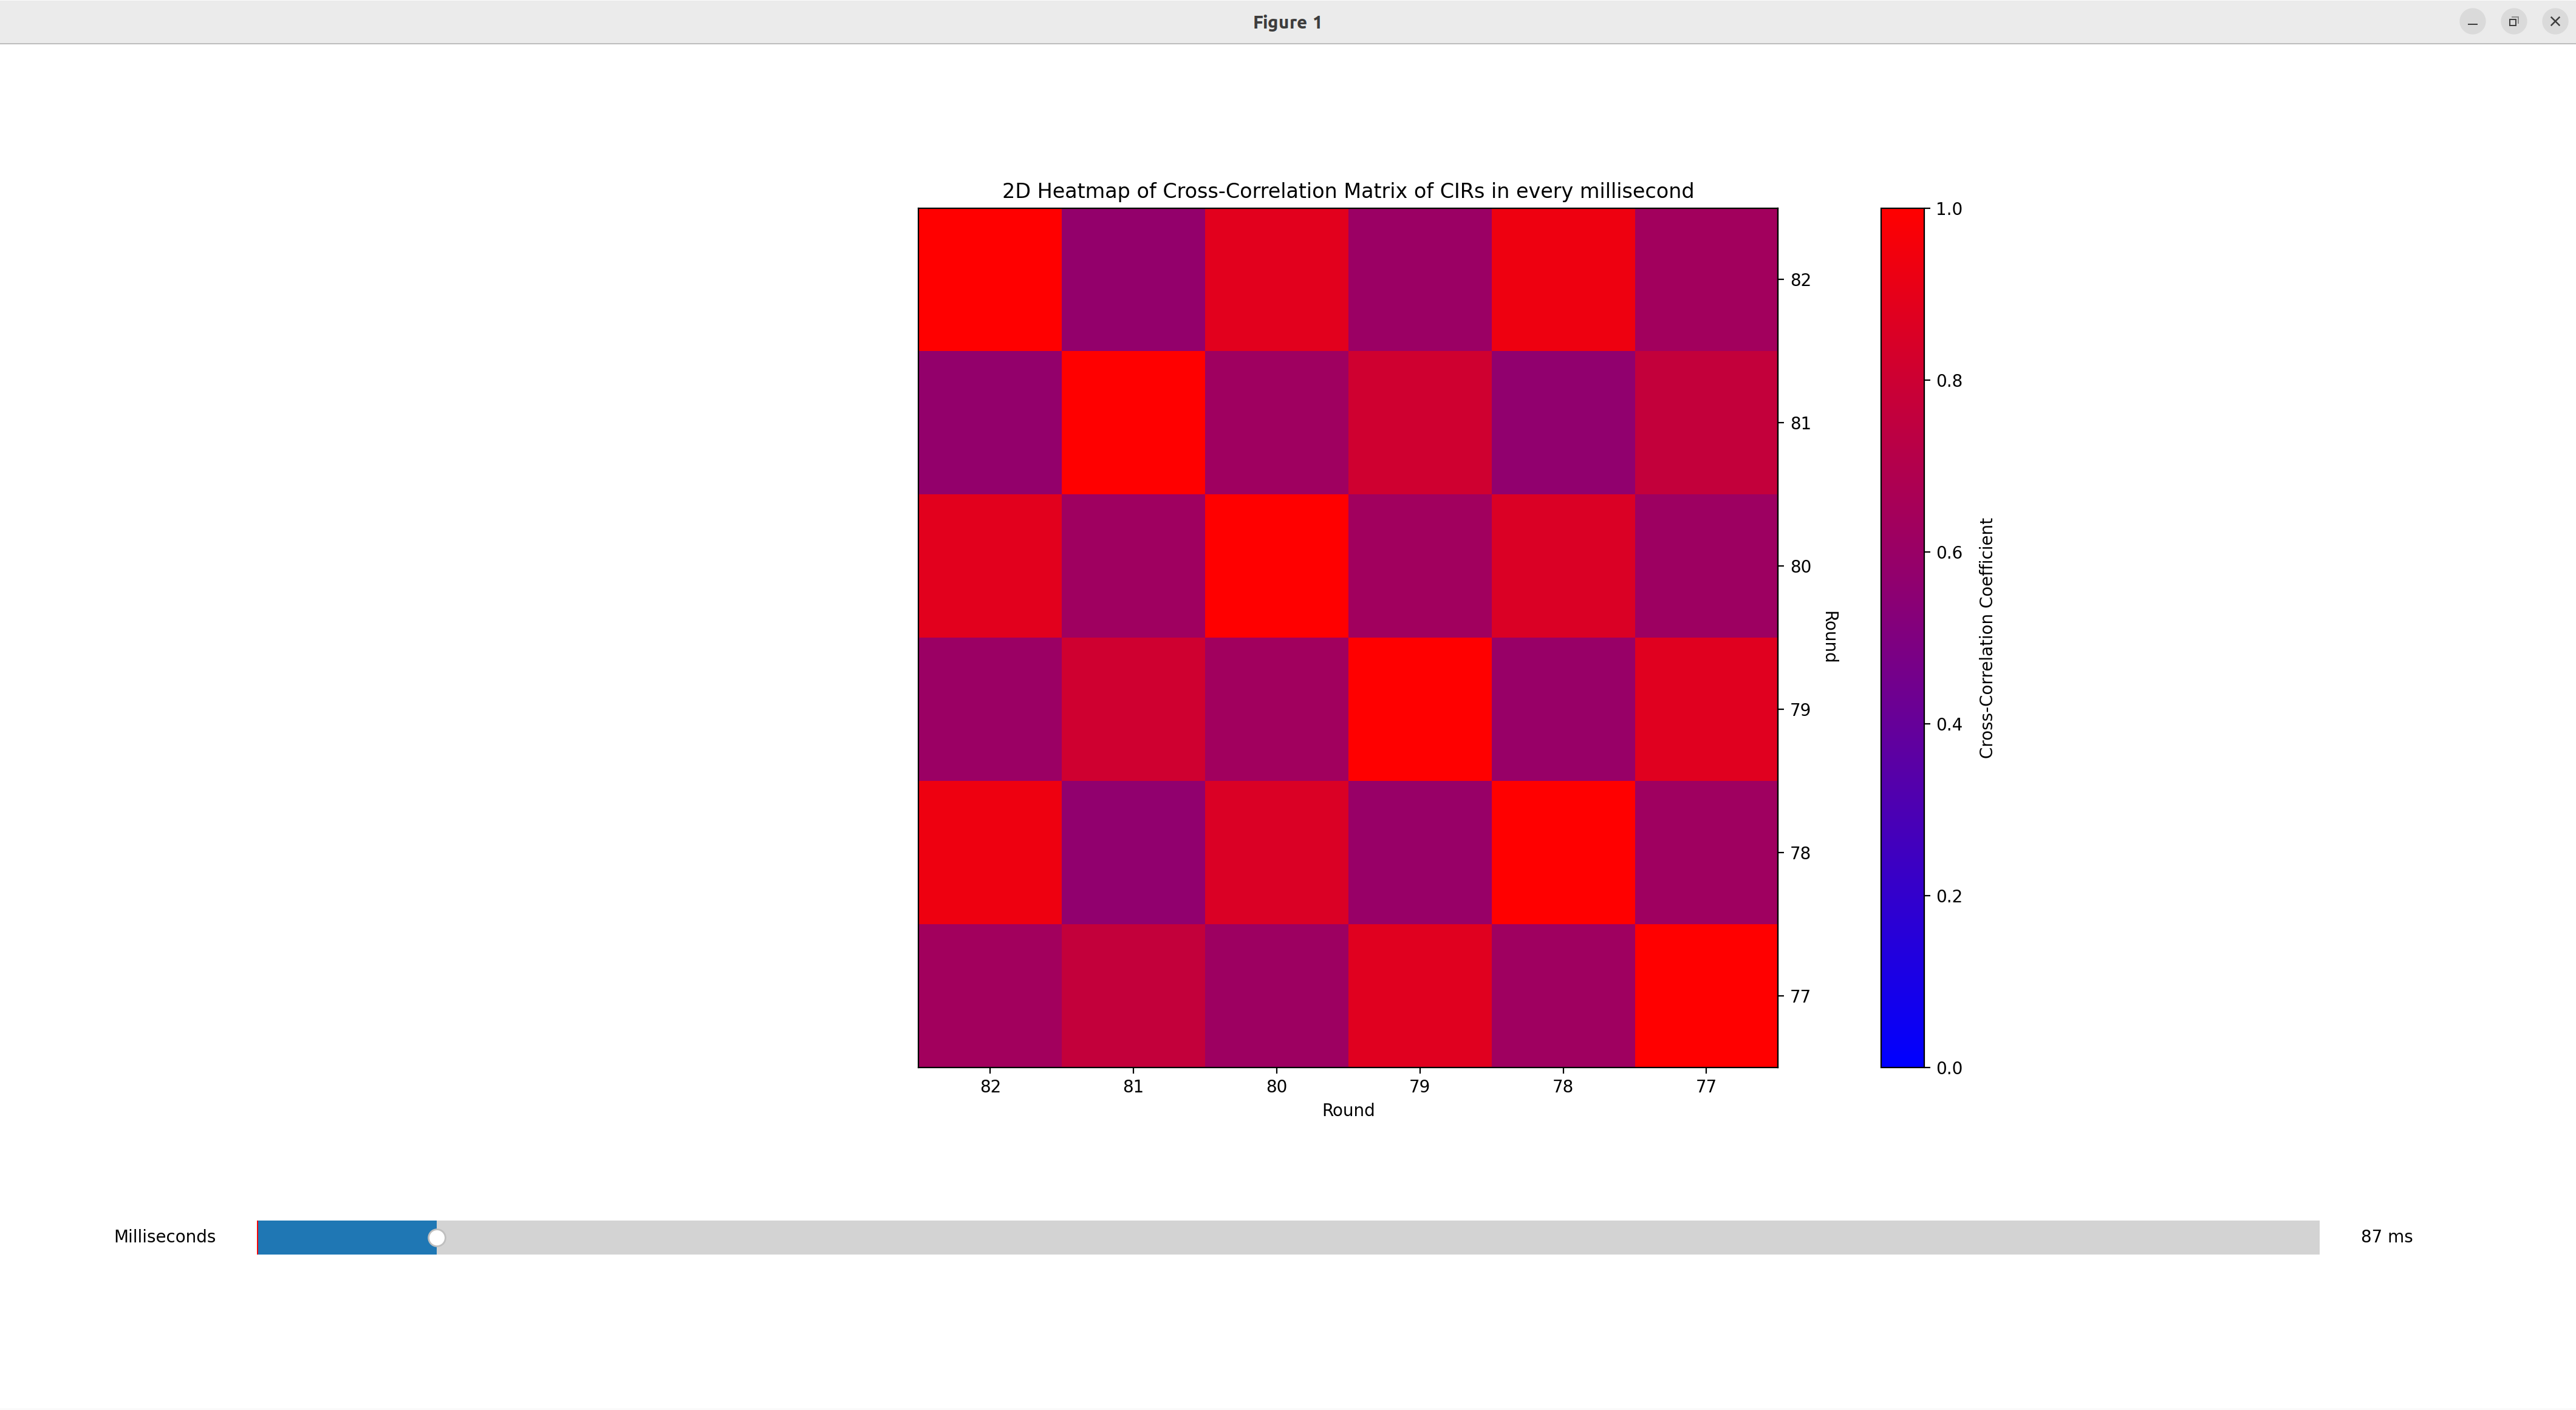 Figure 1
2D Heatmap of Cross-Correlation Matrix of CIRs in every millisecond
82
81
80
79
78
77
Round
82 81 80 79 78 77
Round
1.0
0.8
0.6
0.4
0.2
0.0
Cross-Correlation Coefficient
Milliseconds 87 ms